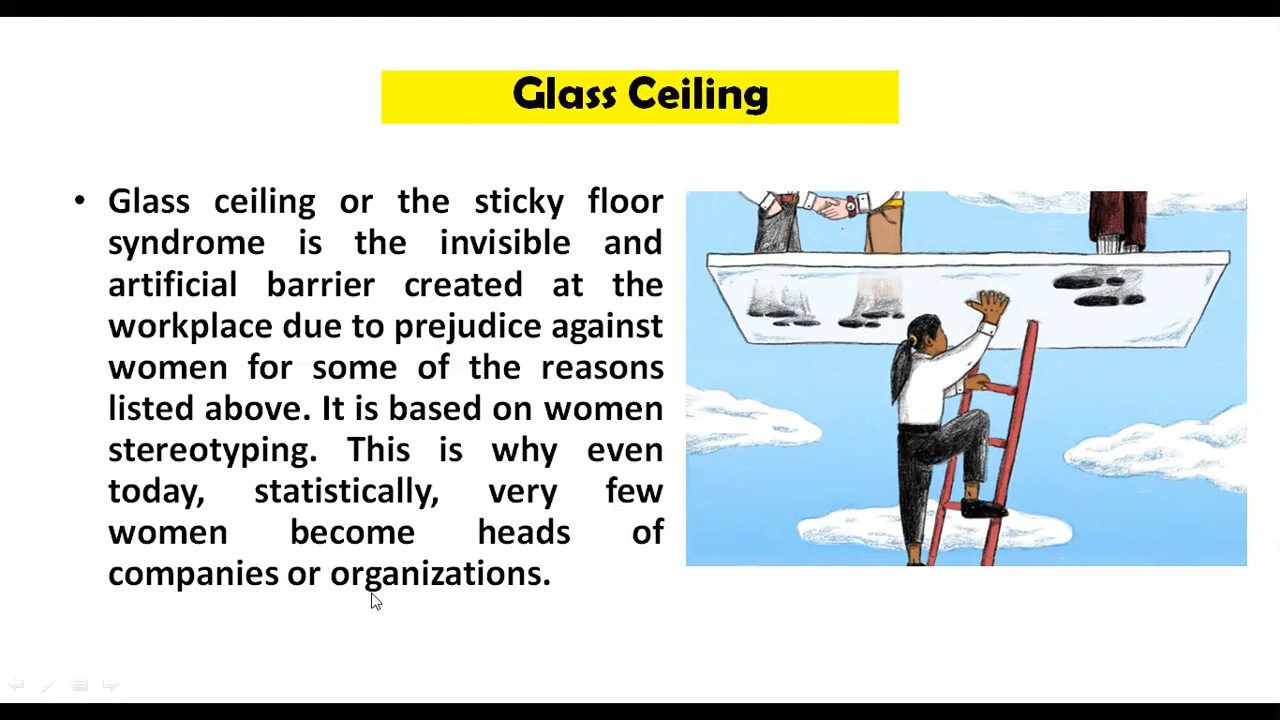 Glass Ceiling
• Glass ceiling or the sticky floor
syndrome is the invisible and
artificial barrier created at the
workplace due to prejudice against
women for some of the reasons
listed above. It is based on women
stereotyping. This is why even
today, statistically, very few
women become heads of
companies or organizations.